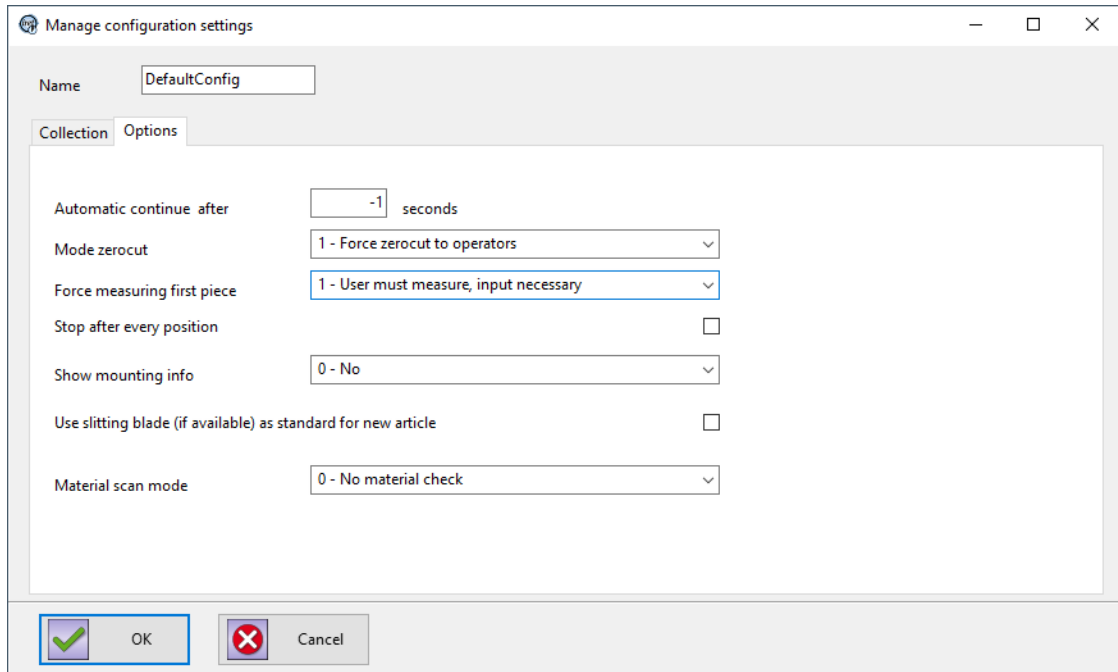 Manage configuration settings
Name DefaultConfig
Collection Options
Automatic continue after -1 seconds
Mode zerocut 1 - Force zerocut to operators
Force measuring first piece 1 - User must measure, input necessary
Stop after every position
Show mounting info 0 - No
Use slitting blade (if available) as standard for new article
Material scan mode 0 - No material check
OK Cancel